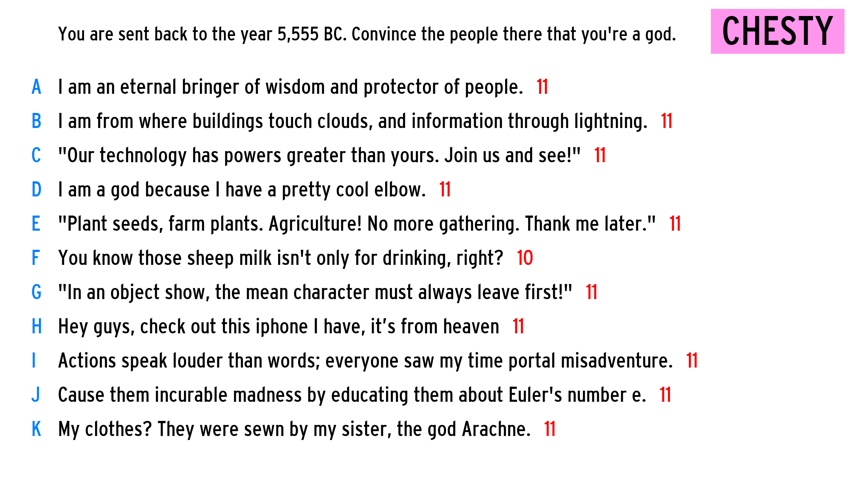 You are sent back to the year 5,555 BC. Convince the people there that you're a god.
CHESTY
A I am an eternal bringer of wisdom and protector of people. 11
B I am from where buildings touch clouds, and information through lightning. 11
C "Our technology has powers greater than yours. Join us and see!" 11
D I am a god because I have a pretty cool elbow. 11
E "Plant seeds, farm plants. Agriculture! No more gathering. Thank me later." 11
F You know those sheep milk isn't only for drinking, right? 10
G "In an object show, the mean character must always leave first!" 11
H Hey guys, check out this iphone I have, it’s from heaven 11
I Actions speak louder than words; everyone saw my time portal misadventure. 11
J Cause them incurable madness by educating them about Euler's number e. 11
K My clothes? They were sewn by my sister, the god Arachne. 11